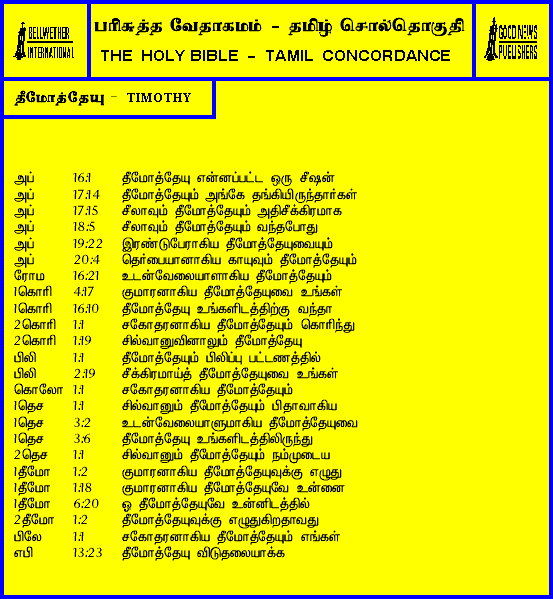 BELLWETHER
INTERNATIONAL
பரிசுத்த வேதாகமம் - தமிழ் சொல்தொகுதி
THE HOLY BIBLE - TAMIL CONCORDANCE
GOOD NEWS
PUBLISHERS
தீமோத்தேயு - TIMOTHY
அப் 16:1 தீமோத்தேயு என்னப்பட்ட ஒரு சீஷன்
அப் 17:14 தீமோத்தேயும் அங்கே தங்கியிருந்தார்கள்
அப் 17:15 சீலாவும் தீமோத்தேயும் அதிசீக்கிரமாக
அப் 18:5 சீலாவும் தீமோத்தேயும் வந்தபோது
அப் 19:22 இரண்டுபேராகிய தீமோத்தேயுவையும்
அப் 20:4 தெர்பையானாகிய காயுவும் தீமோத்தேயும்
ரோம 16:21 உடன்வேலையாளாகிய தீமோத்தேயும்
1கொரி 4:17 குமாரனாகிய தீமோத்தேயுவை உங்கள்
1கொரி 16:10 தீமோத்தேயு உங்களிடத்திற்கு வந்தா
2கொரி 1:1 சகோதரனாகிய தீமோத்தேயும் கொரிந்து
2கொரி 1:19 சில்வானுவினாலும் தீமோத்தேயு
பிலி 1:1 தீமோத்தேயும் பிலிப்பு பட்டணத்தில்
பிலி 2:19 சீக்கிரமாய்த் தீமோத்தேயுவை உங்கள்
கொலோ 1:1 சகோதரனாகிய தீமோத்தேயும்
1தெச 1:1 சில்வானும் தீமோத்தேயும் பிதாவாகிய
1தெச 3:2 உடன்வேலையாளுமாகிய தீமோத்தேயுவை
1தெச 3:6 தீமோத்தேயு உங்களிடத்திலிருந்து
2தெச 1:1 சில்வானும் தீமோத்தேயும் நம்முடைய
1தீமோ 1:2 குமாரனாகிய தீமோத்தேயுவுக்கு எழுது
1தீமோ 1:18 குமாரனாகிய தீமோத்தேயுவே உன்னை
1தீமோ 6:20 ஓ தீமோத்தேயுவே உன்னிடத்தில்
2தீமோ 1:2 தீமோத்தேயுவுக்கு எழுதுகிறதாவது
பிலே 1:1 சகோதரனாகிய தீமோத்தேயும் எங்கள்
எபி 13:23 தீமோத்தேயு விடுதலையாக்க